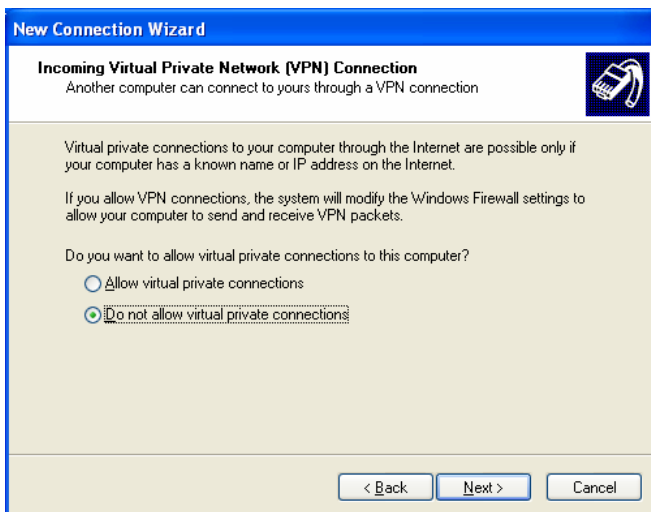 New Connection Wizard
Incoming Virtual Private Network (VPN) Connection
Another computer can connect to yours through a VPN connection
Virtual private connections to your computer through the Internet are possible only if
your computer has a known name or IP address on the Internet.
If you allow VPN connections, the system will modify the Windows Firewall settings to
allow your computer to send and receive VPN packets.
Do you want to allow virtual private connections to this computer?
Allow virtual private connections
Do not allow virtual private connections
< Back Next > Cancel